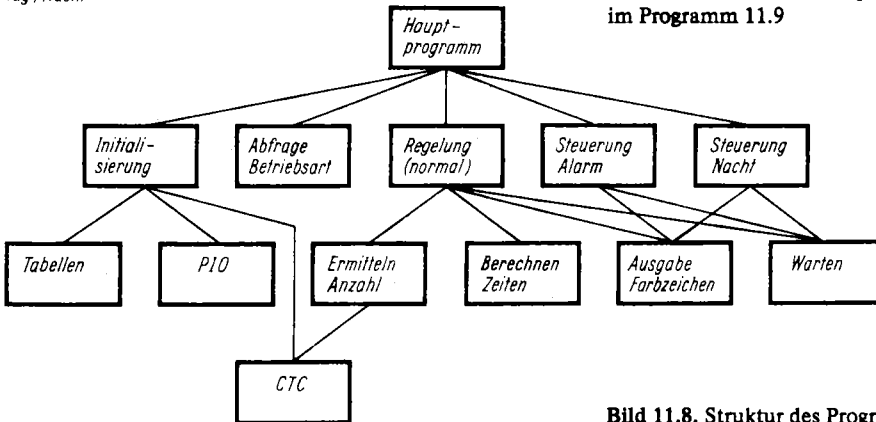 im Programm 11.9
Haupt-
programm
Initiali-
sierung
Abfrage
Betriebsart
Regelung
(normal)
Steuerung
Alarm
Steuerung
Nacht
Tabellen
PIO
Ermitteln
Anzahl
Berechnen
Zeiten
Ausgabe
Farbzeichen
Warten
CTC
Bild 11.8. Struktur des Progr